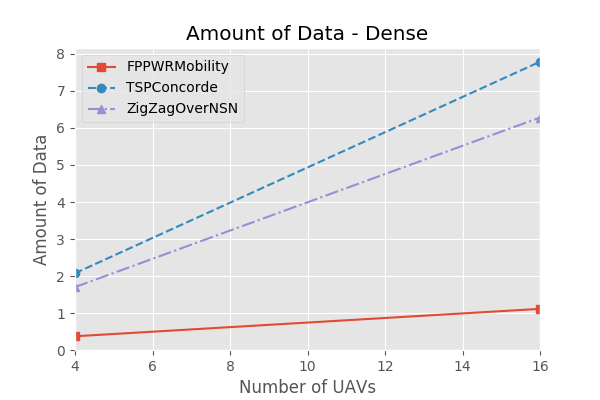 Amount of Data - Dense
FPPWRMobility
TSPConcorde
ZigZagOverNSN
Amount of Data
8
7
6
5
4
3
2
1
0
4 6 8 10 12 14 16
Number of UAVs